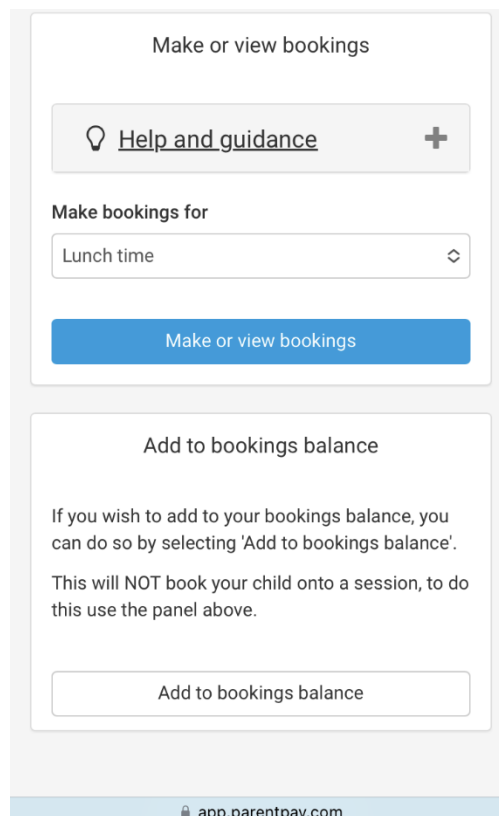 Make or view bookings
Help and guidance
Make bookings for
Lunch time
Make or view bookings
Add to bookings balance
If you wish to add to your bookings balance, you
can do so by selecting 'Add to bookings balance'.
This will NOT book your child onto a session, to do
this use the panel above.
Add to bookings balance
app.parentpay.com